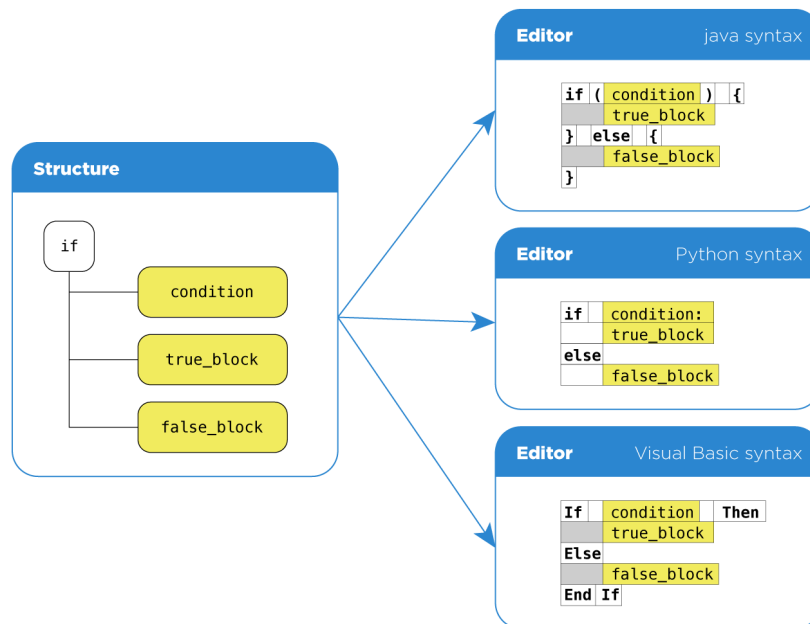 Structure
if
condition
true_block
false_block
Editor java syntax
if ( condition ) {
true_block
} else {
false_block
}
Editor Python syntax
if condition:
true_block
else
false_block
Editor Visual Basic syntax
If condition Then
true_block
Else
false_block
End If